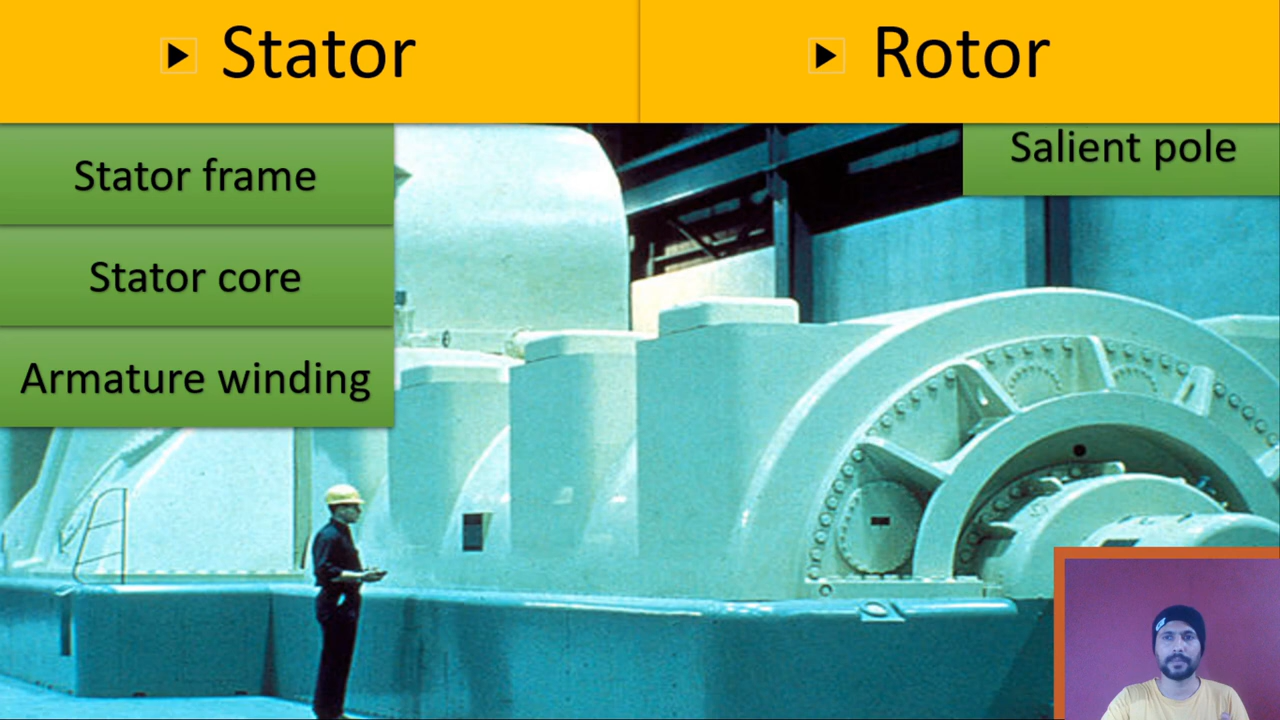 Stator
Rotor
Stator frame
Salient pole
Stator core
Armature winding